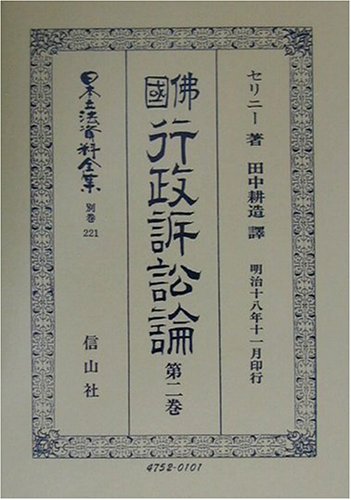 セリニー 著 田中耕造 譯 明治十八年十一月印行
佛國
行政訴訟論 第二巻
日本立法資料全集 別巻 221
信山社
4752-0101